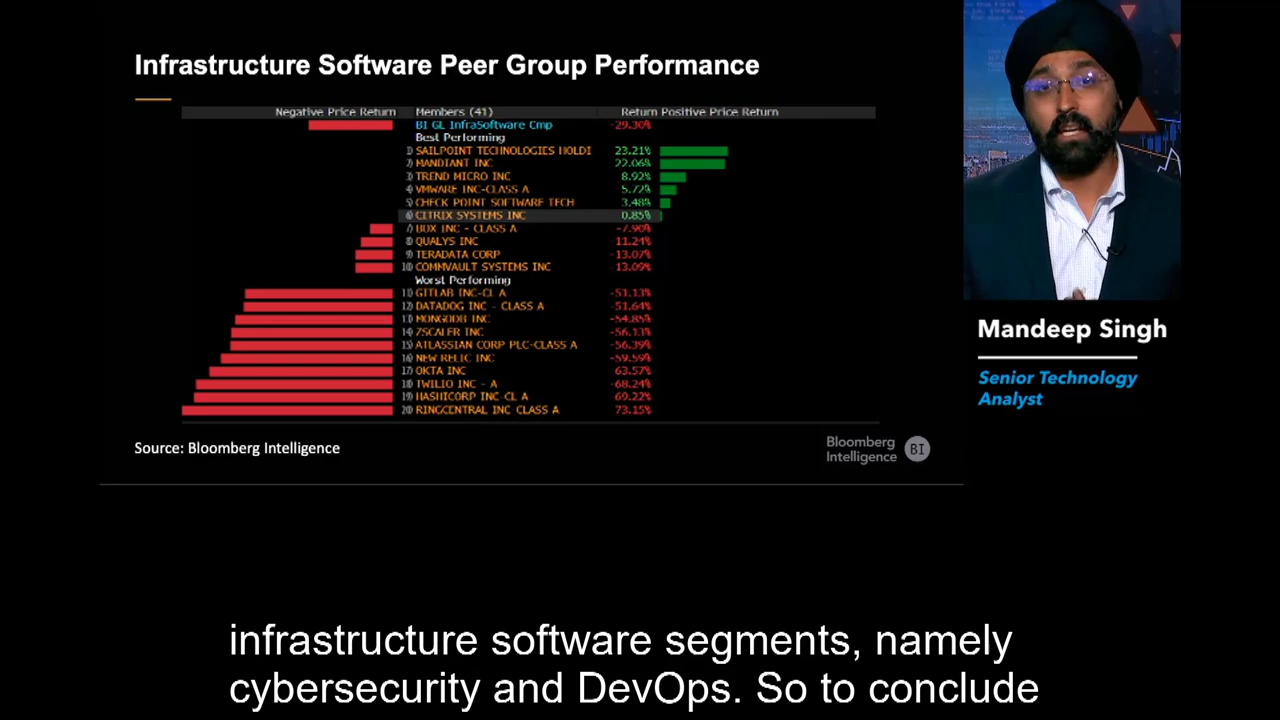 Infrastructure Software Peer Group Performance
Negative Price Return Members (41) Return Positive Price Return
BI GL InfraSoftware Cmp -29.30%
Best Performing
1) SAILPOINT TECHNOLOGIES HOLDI 23.21%
2) MANDIANT INC 22.06%
3) TREND MICRO INC 8.92%
4) VMWARE INC-CLASS A 5.72%
5) CHECK POINT SOFTWARE TECH 3.48%
6) CITRIX SYSTEMS INC 0.85%
7) BOX INC - CLASS A -7.90%
8) QUALYS INC -11.24%
9) TERADATA CORP -13.07%
10) COMMVAULT SYSTEMS INC -13.09%
Worst Performing
11) GITLAB INC-CL A -51.13%
12) DATADOG INC - CLASS A -51.64%
13) MONGODB INC -54.85%
14) ZSCALER INC -56.13%
15) ATLASSIAN CORP PLC-CLASS A -56.39%
16) NEW RELIC INC -59.59%
17) OKTA INC 63.57%
18) TWILIO INC - A -68.24%
19) HASHICORP INC-CL A 69.22%
20) RINGCENTRAL INC CLASS A 73.15%
Source: Bloomberg Intelligence
Bloomberg
Intelligence BI
Mandeep Singh
Senior Technology
Analyst
infrastructure software segments, namely
cybersecurity and DevOps. So to conclude